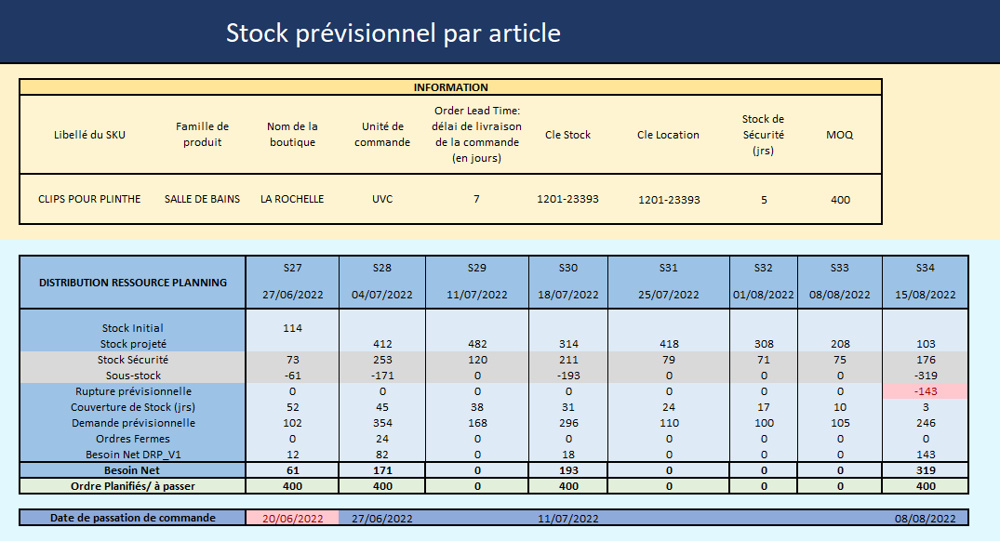 Stock prévisionnel par article
INFORMATION
Libellé du SKU Famille de produit Nom de la boutique Unité de commande Order Lead Time: délai de livraison de la commande (en jours) Cle Stock Cle Location Stock de Sécurité (jrs) MOQ
CLIPS POUR PLINTHE SALLE DE BAINS LA ROCHELLE UVC 7 1201-23393 1201-23393 5 400
DISTRIBUTION RESSOURCE PLANNING S27 S28 S29 S30 S31 S32 S33 S34
27/06/2022 04/07/2022 11/07/2022 18/07/2022 25/07/2022 01/08/2022 08/08/2022 15/08/2022
Stock Initial 114
Stock projeté 412 482 314 418 308 208 103
Stock Sécurité 73 253 120 211 79 71 75 176
Sous-stock -61 -171 0 -193 0 0 0 -319
Rupture prévisionnelle 0 0 0 0 0 0 0 -143
Couverture de Stock (jrs) 52 45 38 31 24 17 10 3
Demande prévisionnelle 102 354 168 296 110 100 105 246
Ordres Fermes 0 24 0 0 0 0 0 0
Besoin Net DRP_V1 12 82 0 18 0 0 0 143
Besoin Net 61 171 0 193 0 0 0 319
Ordre Planifiés/ à passer 400 400 0 400 0 0 0 400
Date de passation de commande 20/06/2022 27/06/2022 11/07/2022 08/08/2022